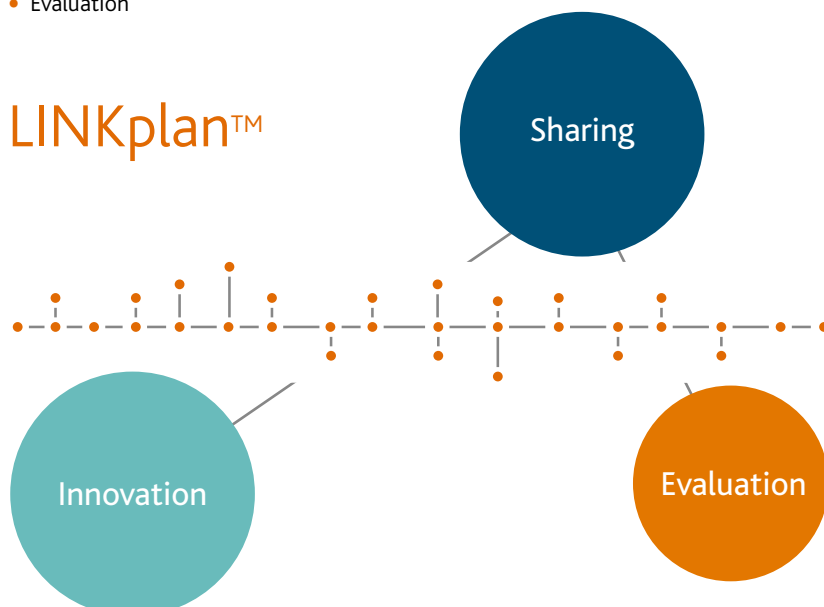 • Evaluation
LINKplan™
Sharing
Innovation
Evaluation